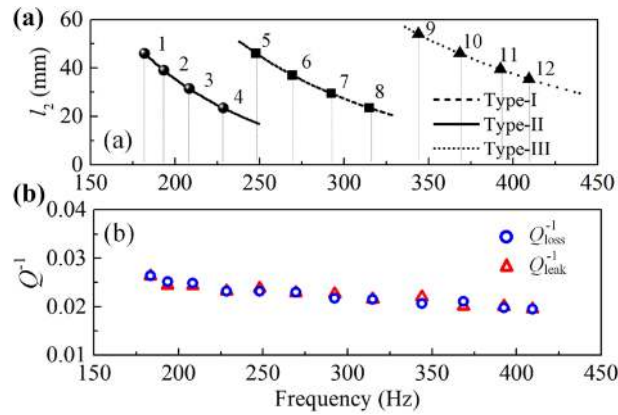 (a)
60
40
20
0
l₂ (mm)
1
2
3
4
5
6
7
8
9
10
11
12
Type-I
Type-II
Type-III
(a)
150 200 250 300 350 400 450
(b)
0.04
0.03
0.02
0.01
Q⁻¹
(b)
Q⁻¹loss
Q⁻¹leak
150 200 250 300 350 400 450
Frequency (Hz)